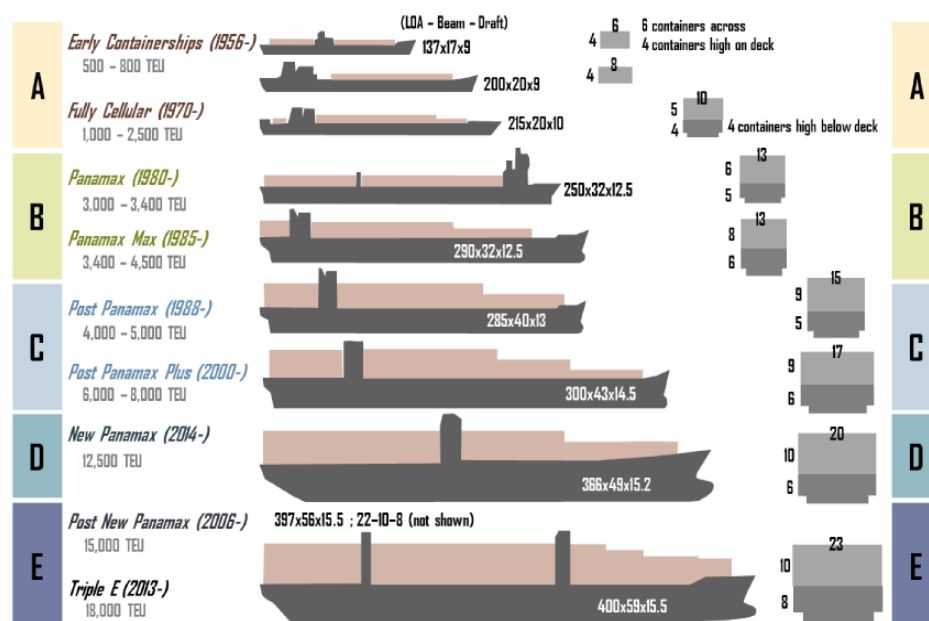 (LOA - Beam - Draft)
A
Early Containerships (1956-)
500 - 800 TEU
137x17x9
6
4
6 containers across
4 containers high on deck
200x20x9
8
4
Fully Cellular (1970-)
1,000 - 2,500 TEU
215x20x10
10
5
4
4 containers high below deck
A
B
Panamax (1980-)
3,000 - 3,400 TEU
250x32x12.5
13
6
5
Panamax Max (1985-)
3,400 - 4,500 TEU
290x32x12.5
13
8
6
B
C
Post Panamax (1988-)
4,000 - 5,000 TEU
285x40x13
15
9
5
Post Panamax Plus (2000-)
6,000 - 8,000 TEU
300x43x14.5
17
9
6
C
D
New Panamax (2014-)
12,500 TEU
366x49x15.2
20
10
6
D
E
Post New Panamax (2006-)
15,000 TEU
397x56x15.5 ; 22-10-8 (not shown)
Triple E (2013-)
18,000 TEU
400x59x15.5
23
10
8
E